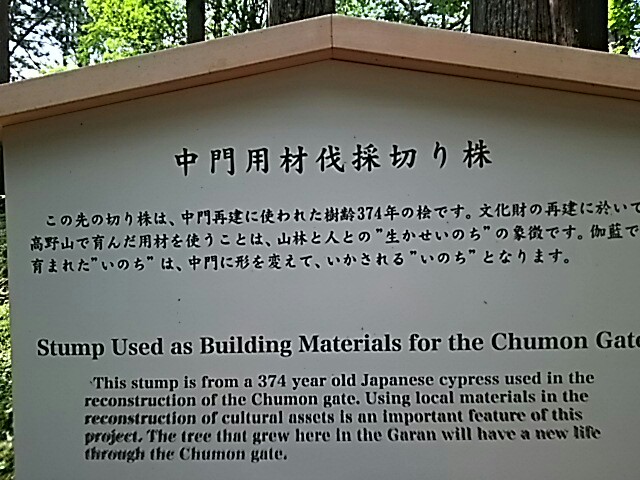 中門用材伐採切り株
この先の切り株は、中門再建に使われた樹齢374年の桧です。文化財の再建に於いて
高野山で育んだ用材を使うことは、山林と人との"生かせいのち"の象徴です。伽藍で
育まれた"いのち"は、中門に形を変えて、いかされる"いのち"となります。
Stump Used as Building Materials for the Chumon Gate
This stump is from a 374 year old Japanese cypress used in the
reconstruction of the Chumon gate. Using local materials in the
reconstruction of cultural assets is an important feature of this
project. The tree that grew here in the Garan will have a new life
through the Chumon gate.